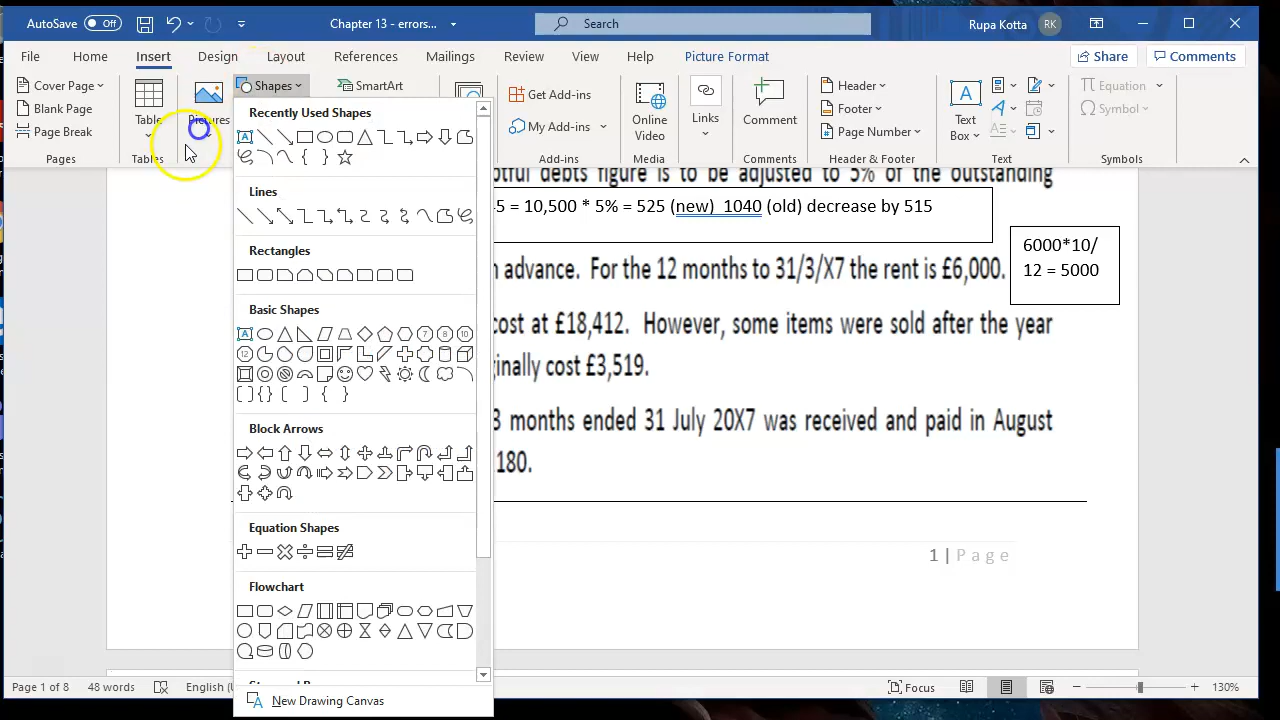 AutoSave Off Chapter 13 - errors... Search Rupa Kotta RK
File Home Insert Design Layout References Mailings Review View Help Picture Format Share Comments
Cover Page
Blank Page
Page Break
Pages
Table
Tables
Pictures
Shapes
SmartArt
Get Add-ins
My Add-ins
Add-ins
Online
Video
Media
Links
Comment
Comments
Header
Footer
Page Number
Header & Footer
Text
Box
Text
Equation
Symbol
Symbols
Recently Used Shapes
Lines
Rectangles
Basic Shapes
Block Arrows
Equation Shapes
Flowchart
New Drawing Canvas
debts figure is to be adjusted to 5% of the outstanding
5 = 10,500 * 5% = 525 (new) 1040 (old) decrease by 515
6000*10/
12 = 5000
advance. For the 12 months to 31/3/X7 the rent is £6,000.
cost at £18,412. However, some items were sold after the year
cost £3,519.
3 months ended 31 July 20X7 was received and paid in August
180.
1 | Page
Page 1 of 8 48 words English (U Focus 130%